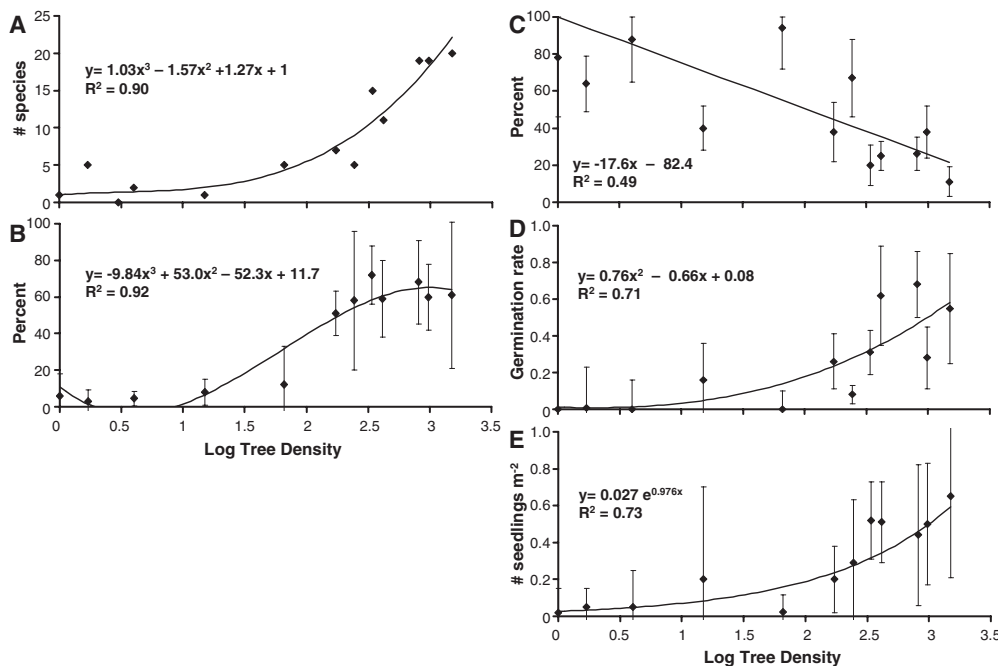 A
25
20
15
10
5
0
# species
y= 1.03x³ − 1.57x² +1.27x + 1
R² = 0.90
B
100
80
60
40
20
0
Percent
y= -9.84x³ + 53.0x² − 52.3x + 11.7
R² = 0.92
0 0.5 1 1.5 2 2.5 3 3.5
Log Tree Density
C
100
80
60
40
20
0
Percent
y= -17.6x − 82.4
R² = 0.49
D
1.0
0.8
0.6
0.4
0.2
0.0
Germination rate
y= 0.76x² − 0.66x + 0.08
R² = 0.71
E
1.0
0.8
0.6
0.4
0.2
0.0
# seedlings m⁻²
y= 0.027 e⁰·⁹⁷⁶ˣ
R² = 0.73
0 0.5 1 1.5 2 2.5 3 3.5
Log Tree Density